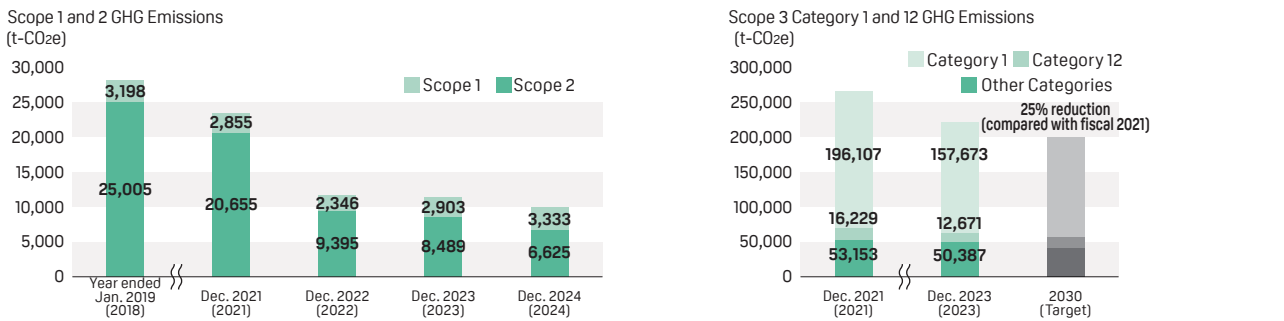 Scope 1 and 2 GHG Emissions
(t-CO2e)
30,000
25,000
20,000
15,000
10,000
5,000
0
Scope 1
Scope 2
3,198
25,005
2,855
20,655
2,346
9,395
2,903
8,489
3,333
6,625
Year ended
Jan. 2019
(2018)
Dec. 2021
(2021)
Dec. 2022
(2022)
Dec. 2023
(2023)
Dec. 2024
(2024)
Scope 3 Category 1 and 12 GHG Emissions
(t-CO2e)
300,000
250,000
200,000
150,000
100,000
50,000
0
Category 1
Category 12
Other Categories
25% reduction
(compared with fiscal 2021)
196,107
16,229
53,153
157,673
12,671
50,387
Dec. 2021
(2021)
Dec. 2023
(2023)
2030
(Target)